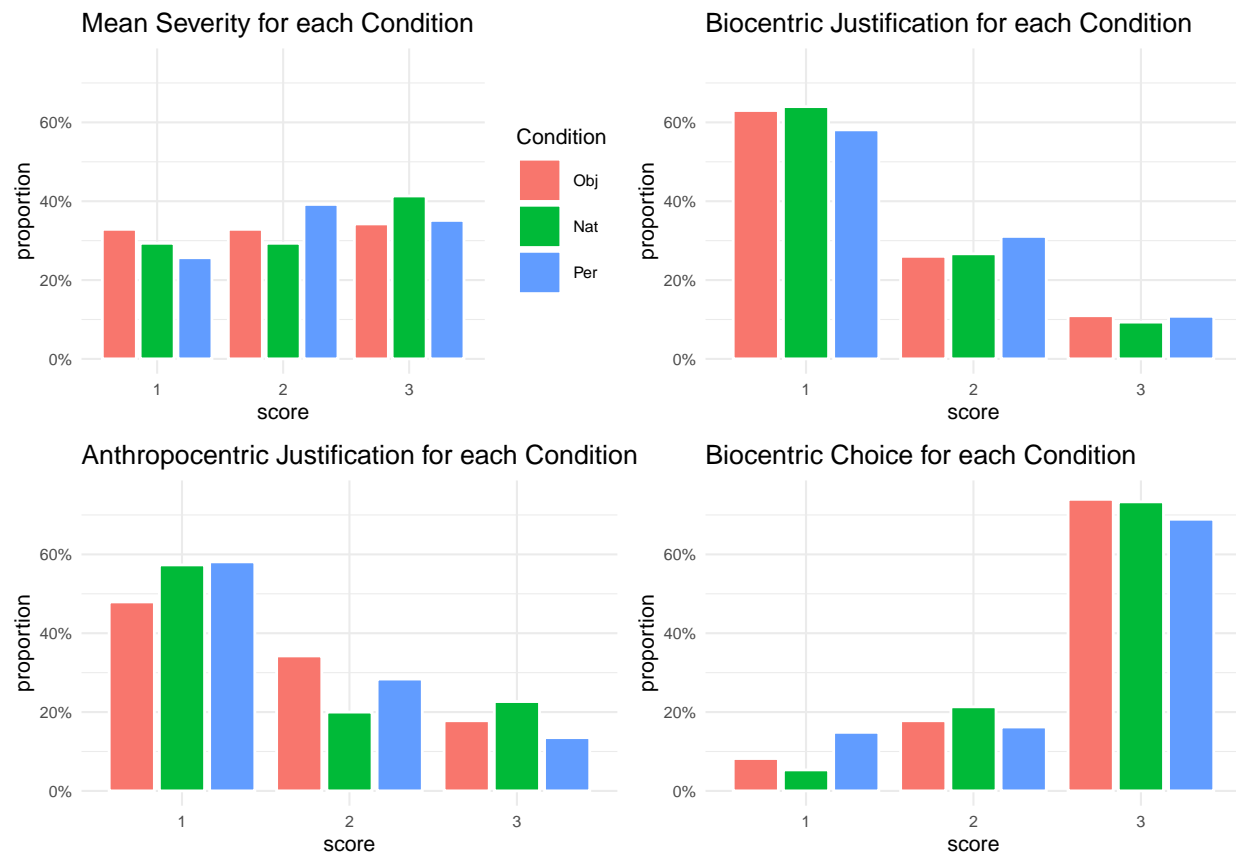 Mean Severity for each Condition
proportion
60%
40%
20%
0%
1 2 3
score
Condition
Obj
Nat
Per
Biocentric Justification for each Condition
proportion
60%
40%
20%
0%
1 2 3
score
Anthropocentric Justification for each Condition
proportion
60%
40%
20%
0%
1 2 3
score
Biocentric Choice for each Condition
proportion
60%
40%
20%
0%
1 2 3
score